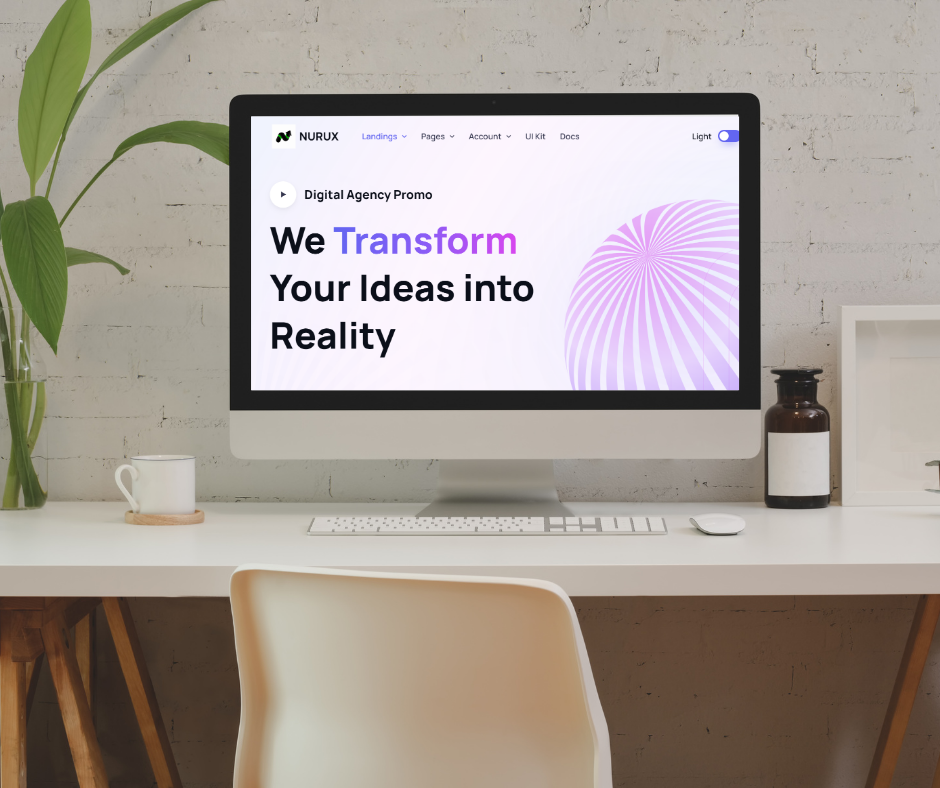 NURUX Landings Pages Account UI Kit Docs Light
Digital Agency Promo
We Transform
Your Ideas into
Reality